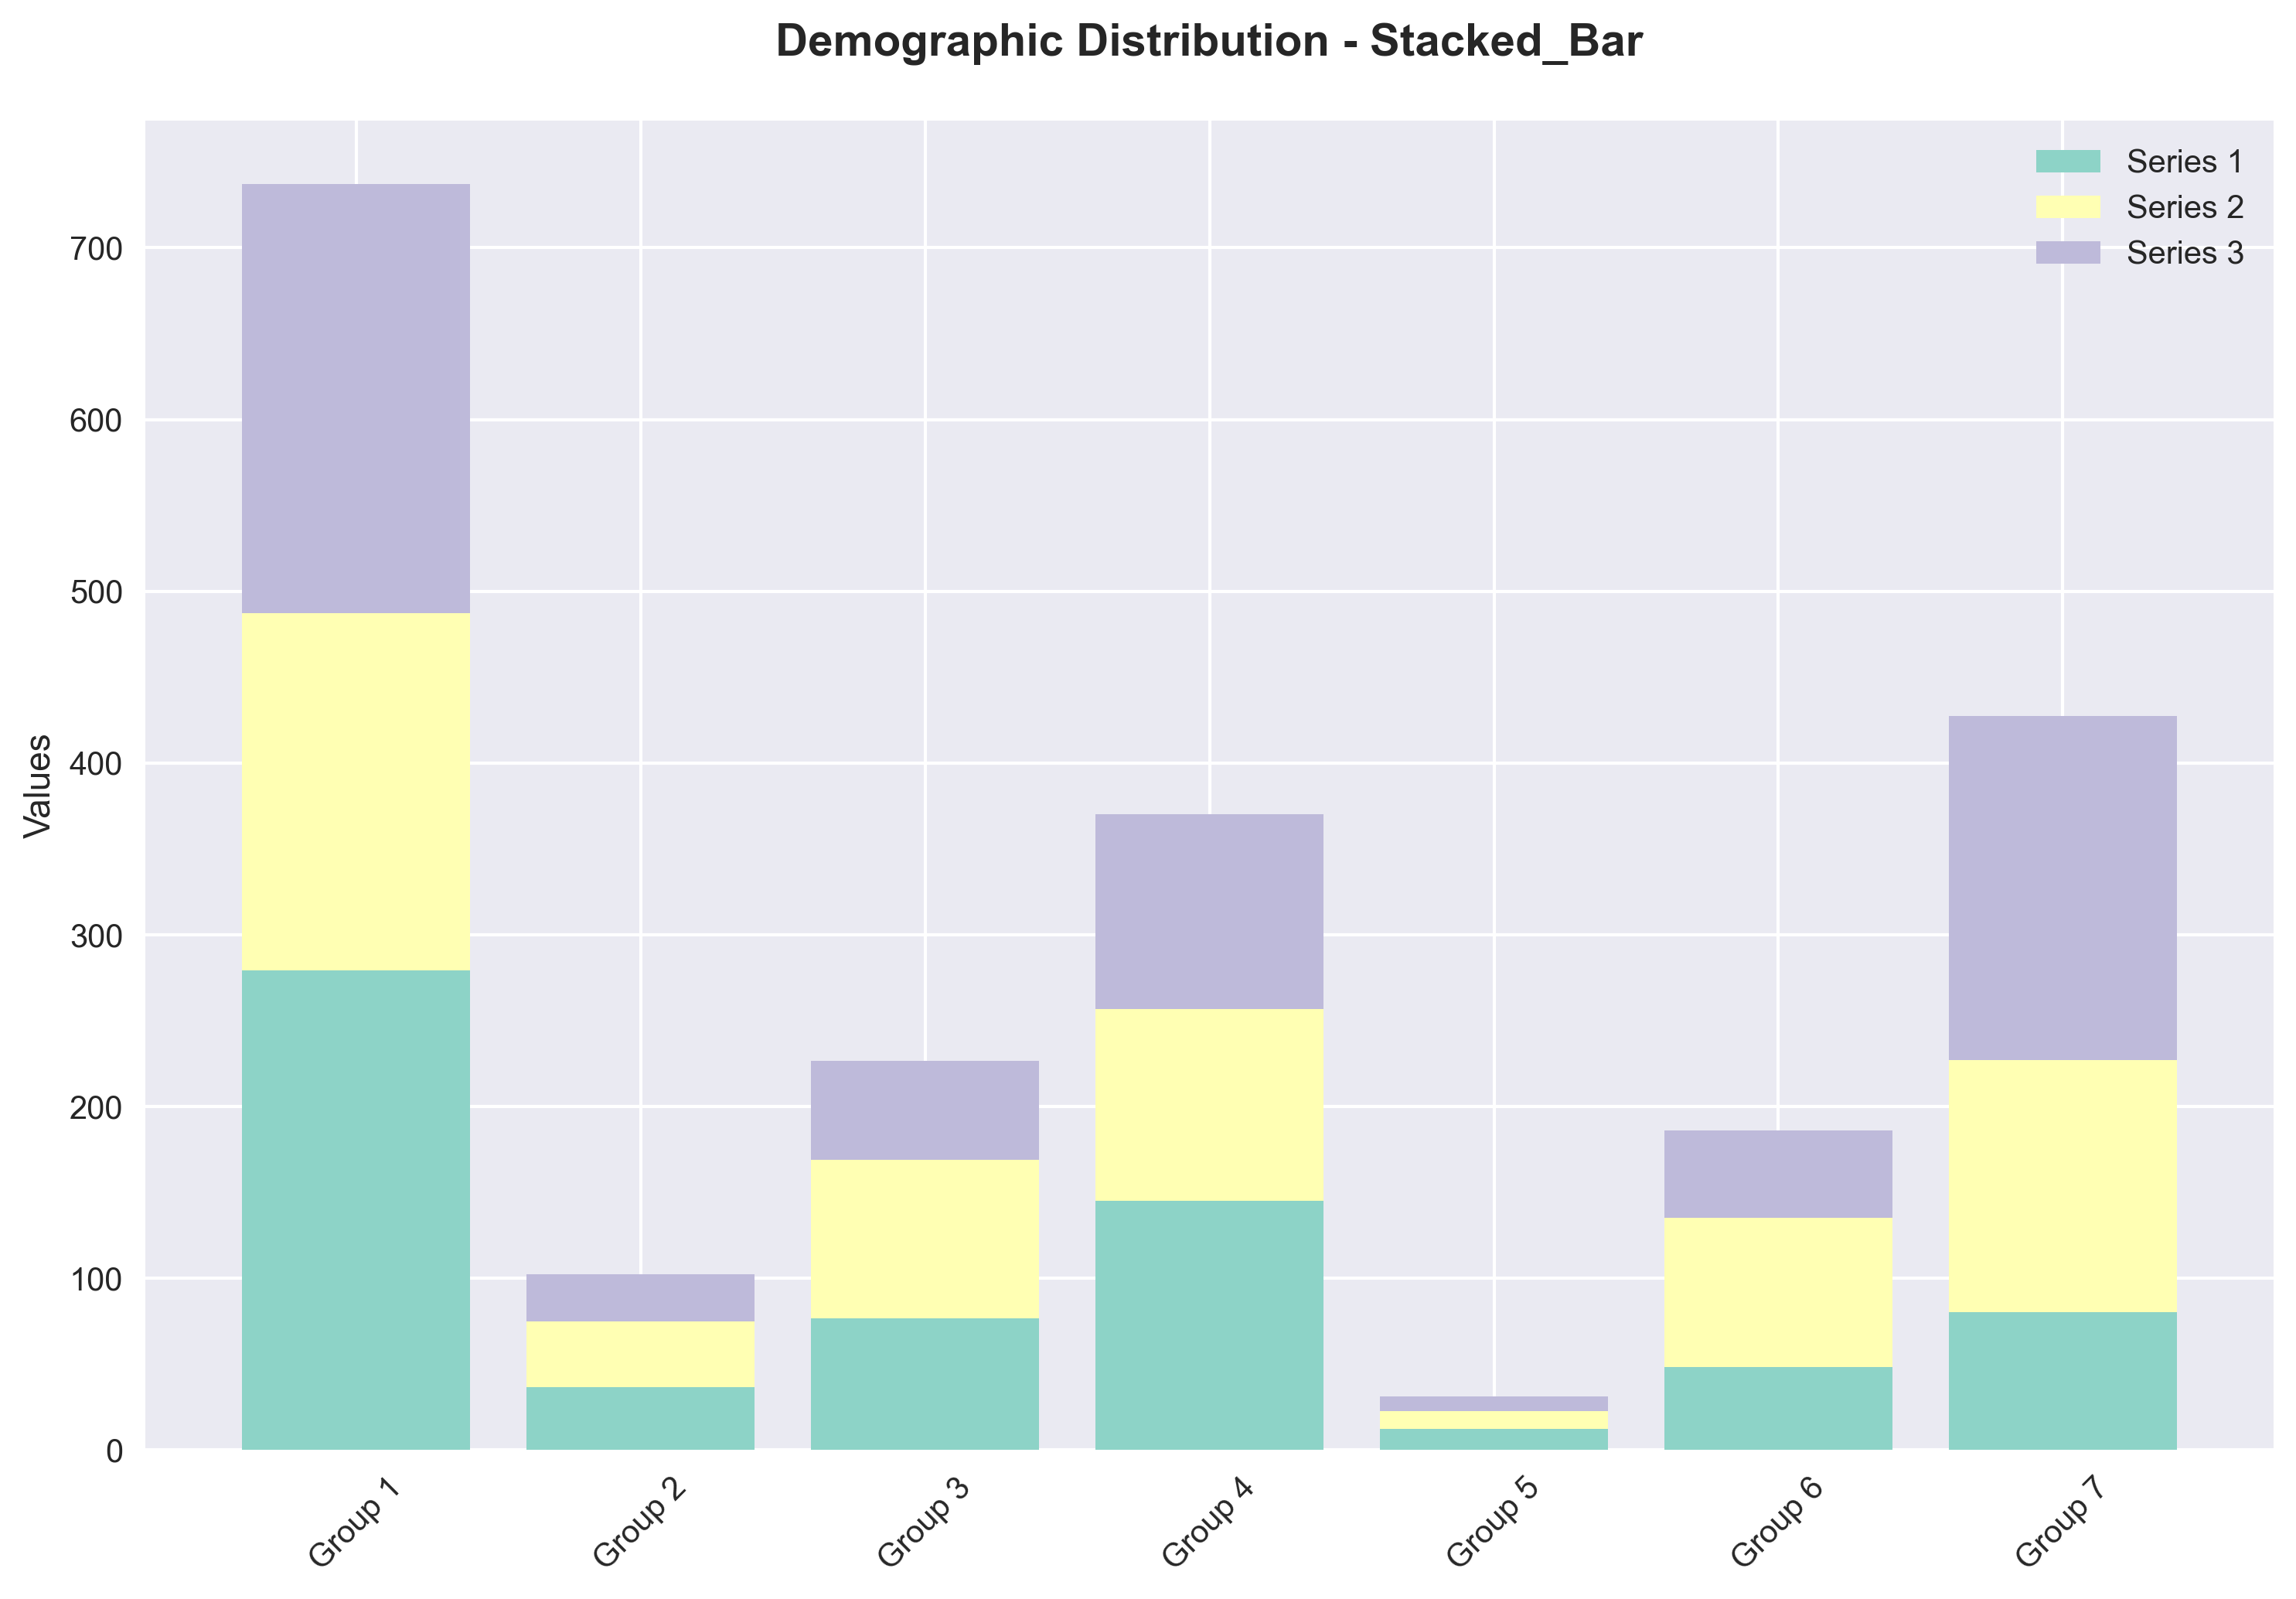 Demographic Distribution - Stacked_Bar
Series 1
Series 2
Series 3
Values
700
600
500
400
300
200
100
0
Group 1
Group 2
Group 3
Group 4
Group 5
Group 6
Group 7